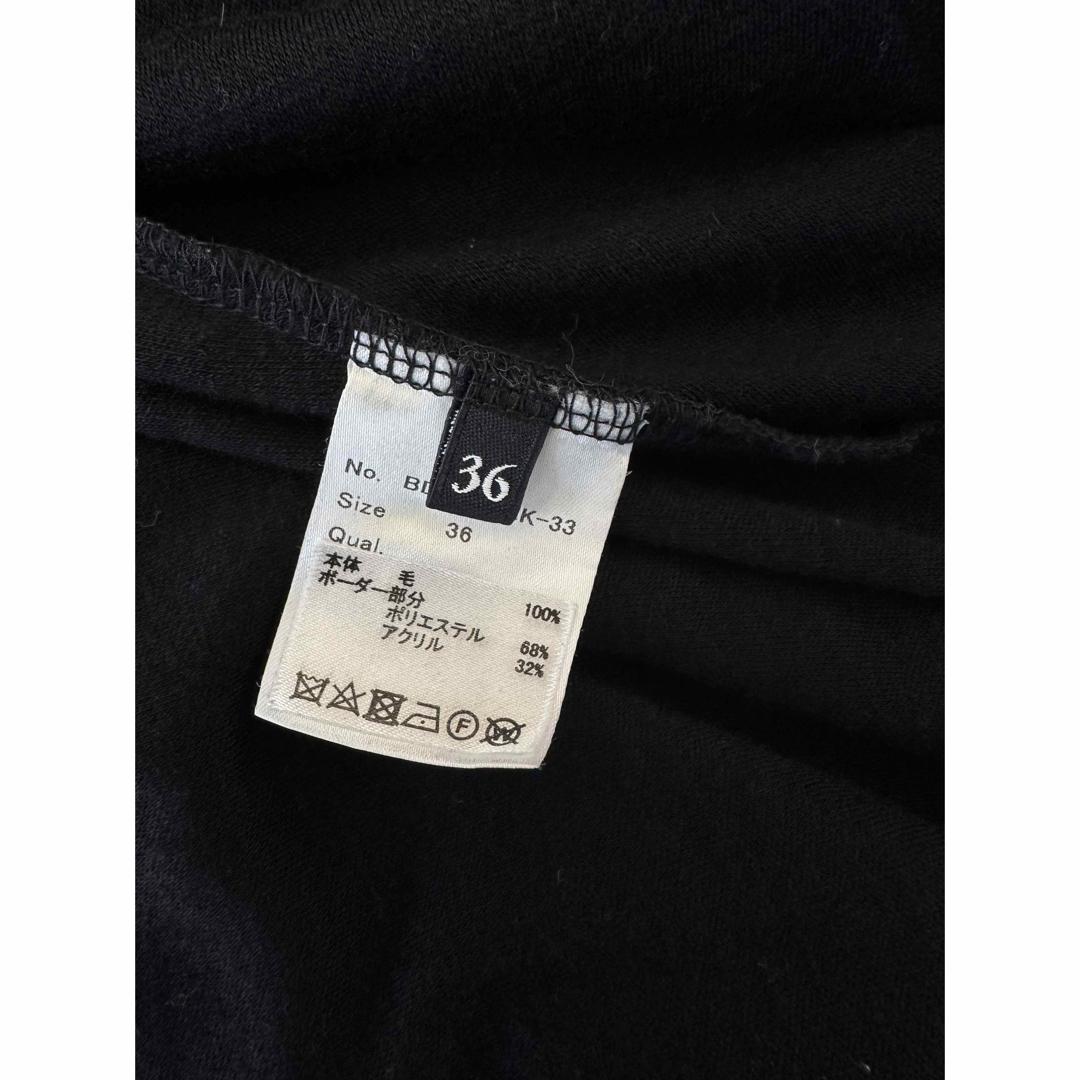 36
No. BD K-33
Size 36
Qual.
本体 毛 100%
ボーダー部分
ポリエステル 68%
アクリル 32%
F
W